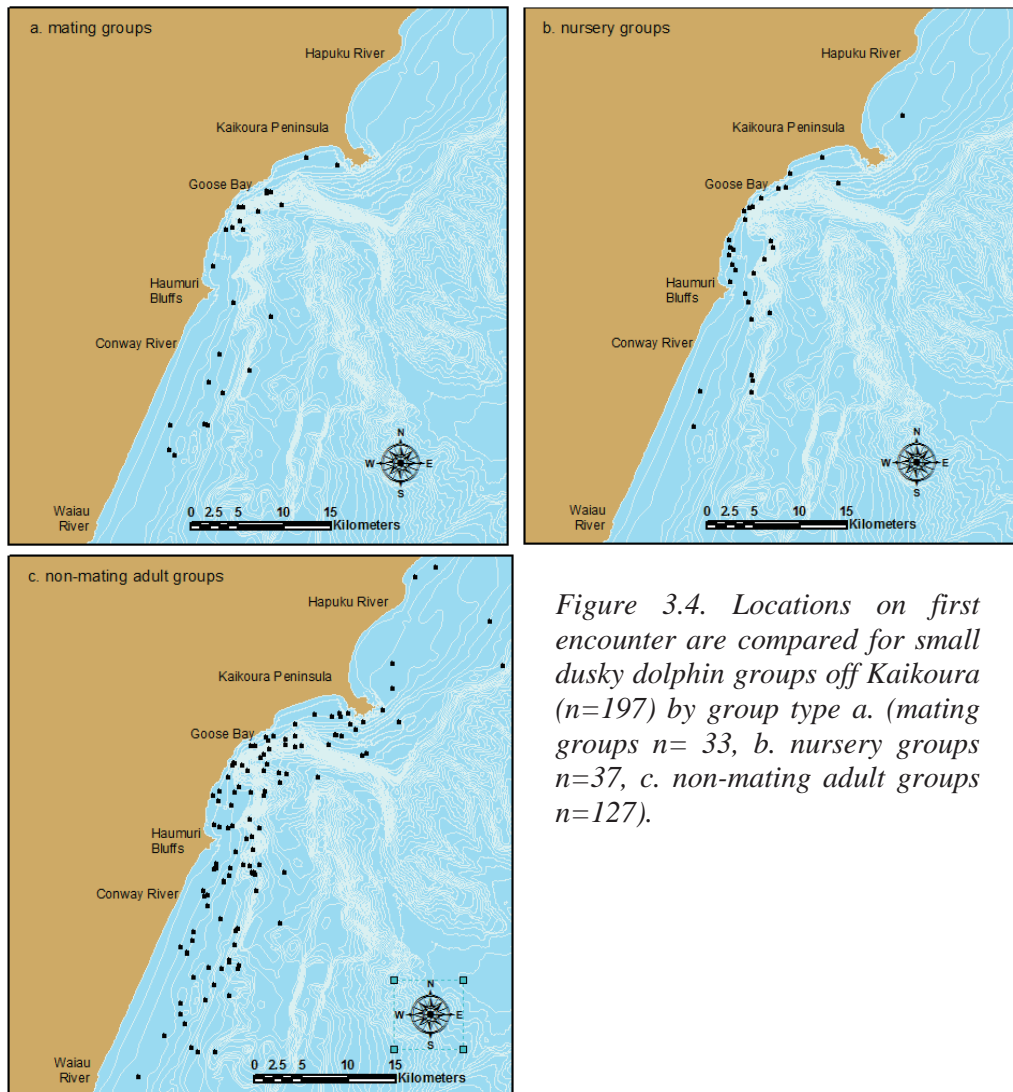 a. mating groups
Hapuku River
Kaikoura Peninsula
Goose Bay
Haumuri
Bluffs
Conway River
Waiau
River
N
W E
S
0 2.5 5 10 15
Kilometers
b. nursery groups
Hapuku River
Kaikoura Peninsula
Goose Bay
Haumuri
Bluffs
Conway River
Waiau
River
N
W E
S
0 2.5 5 10 15
Kilometers
c. non-mating adult groups
Hapuku River
Kaikoura Peninsula
Goose Bay
Haumuri
Bluffs
Conway River
Waiau
River
N
W E
S
0 2.5 5 10 15
Kilometers
Figure 3.4. Locations on first
encounter are compared for small
dusky dolphin groups off Kaikoura
(n=197) by group type a. (mating
groups n= 33, b. nursery groups
n=37, c. non-mating adult groups
n=127).